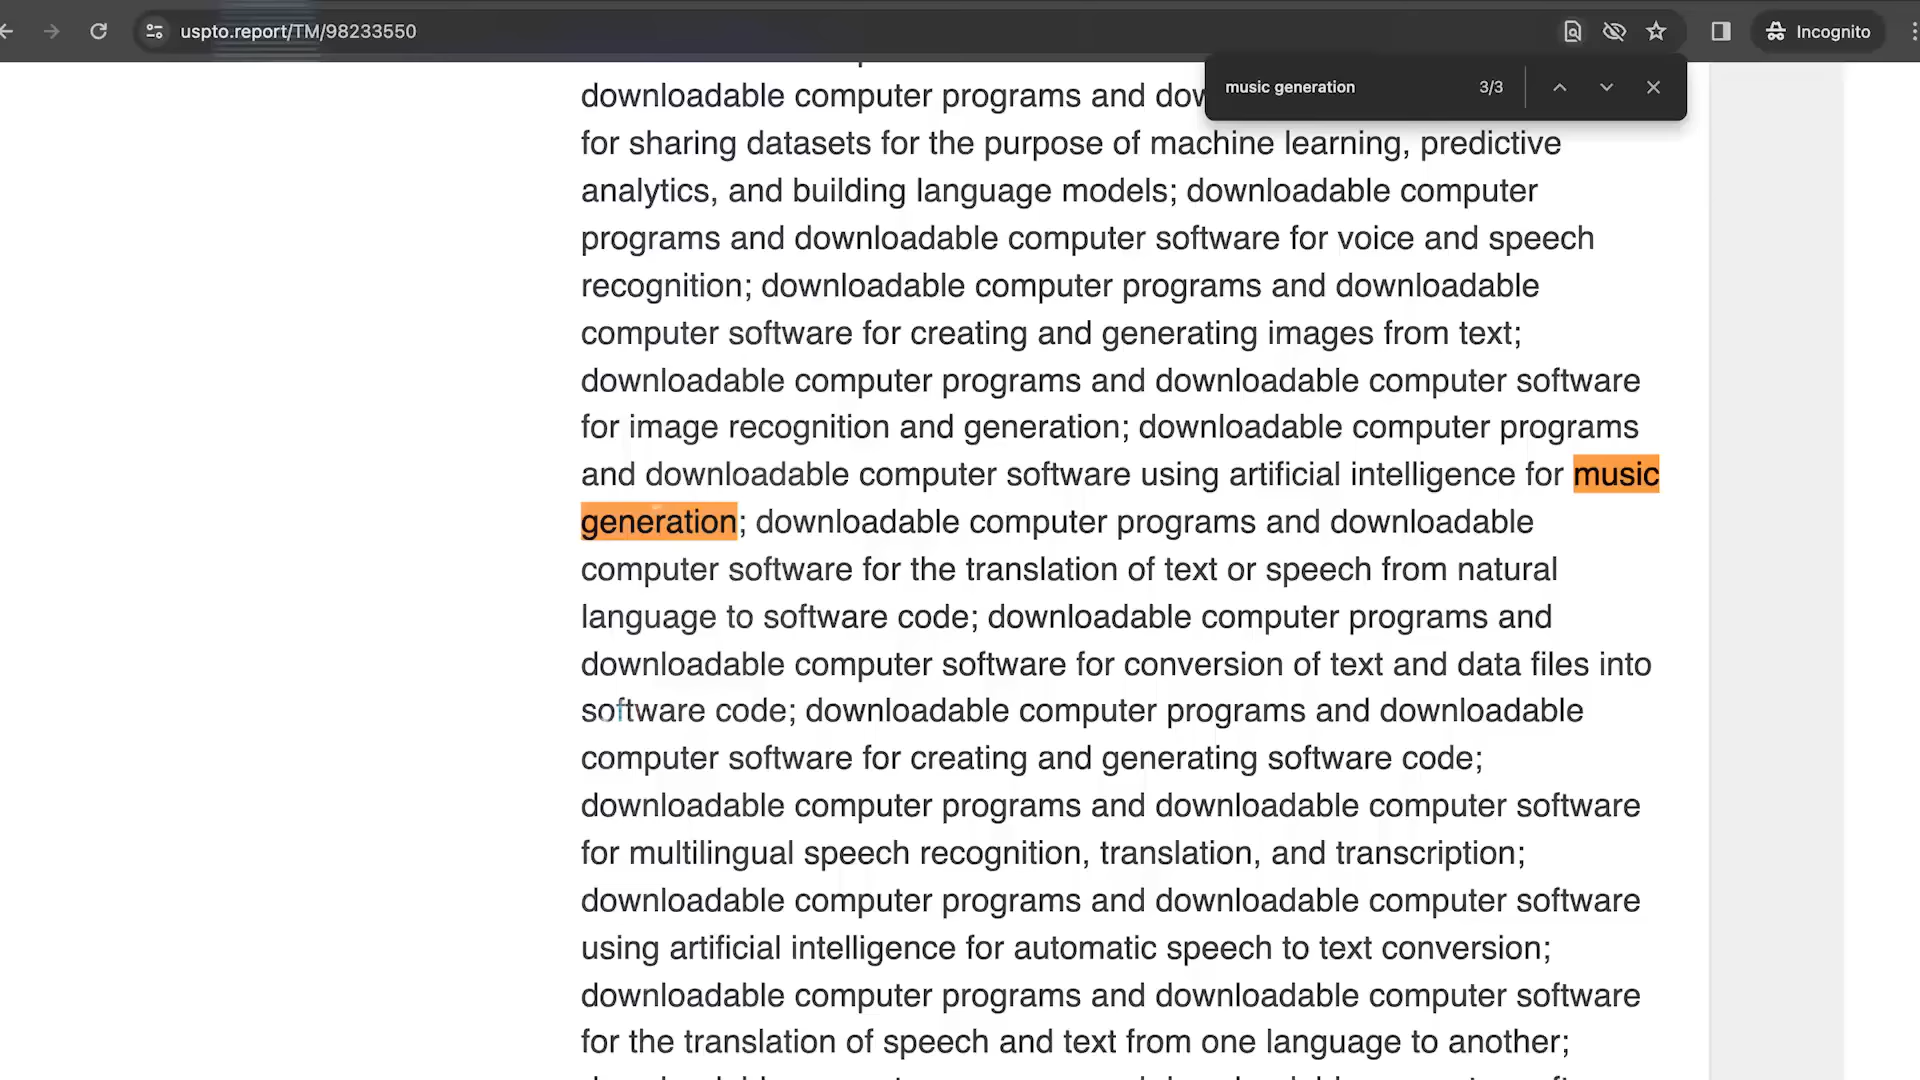 uspto.report/TM/98233550
Incognito
music generation 3/3
downloadable computer programs and dow
for sharing datasets for the purpose of machine learning, predictive
analytics, and building language models; downloadable computer
programs and downloadable computer software for voice and speech
recognition; downloadable computer programs and downloadable
computer software for creating and generating images from text;
downloadable computer programs and downloadable computer software
for image recognition and generation; downloadable computer programs
and downloadable computer software using artificial intelligence for music
generation; downloadable computer programs and downloadable
computer software for the translation of text or speech from natural
language to software code; downloadable computer programs and
downloadable computer software for conversion of text and data files into
software code; downloadable computer programs and downloadable
computer software for creating and generating software code;
downloadable computer programs and downloadable computer software
for multilingual speech recognition, translation, and transcription;
downloadable computer programs and downloadable computer software
using artificial intelligence for automatic speech to text conversion;
downloadable computer programs and downloadable computer software
for the translation of speech and text from one language to another;